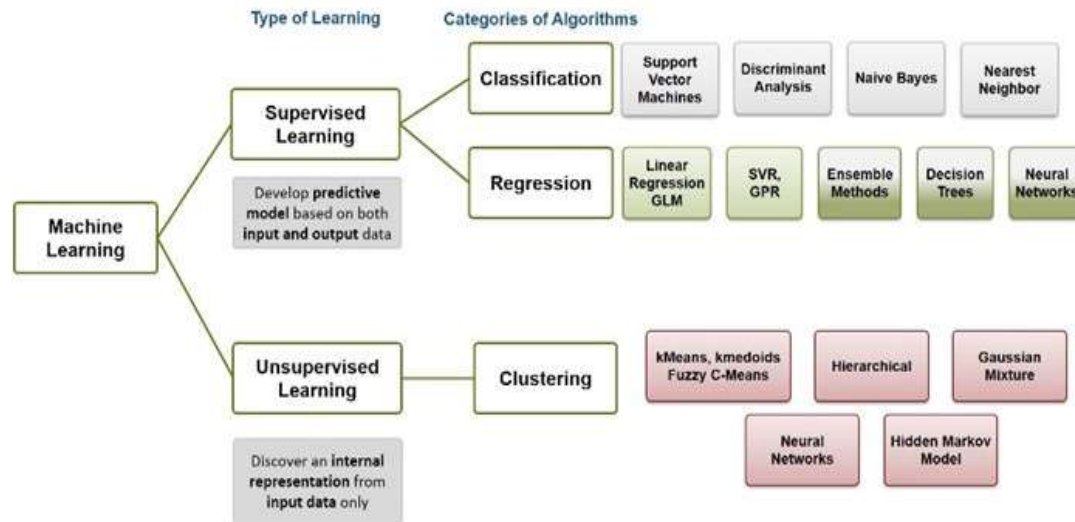 Type of Learning
Categories of Algorithms
Machine
Learning
Supervised
Learning
Develop predictive
model based on both
input and output data
Classification
Support
Vector
Machines
Discriminant
Analysis
Naive Bayes
Nearest
Neighbor
Regression
Linear
Regression
GLM
SVR,
GPR
Ensemble
Methods
Decision
Trees
Neural
Networks
Unsupervised
Learning
Discover an internal
representation from
input data only
Clustering
kMeans, kmedoids
Fuzzy C-Means
Hierarchical
Gaussian
Mixture
Neural
Networks
Hidden Markov
Model